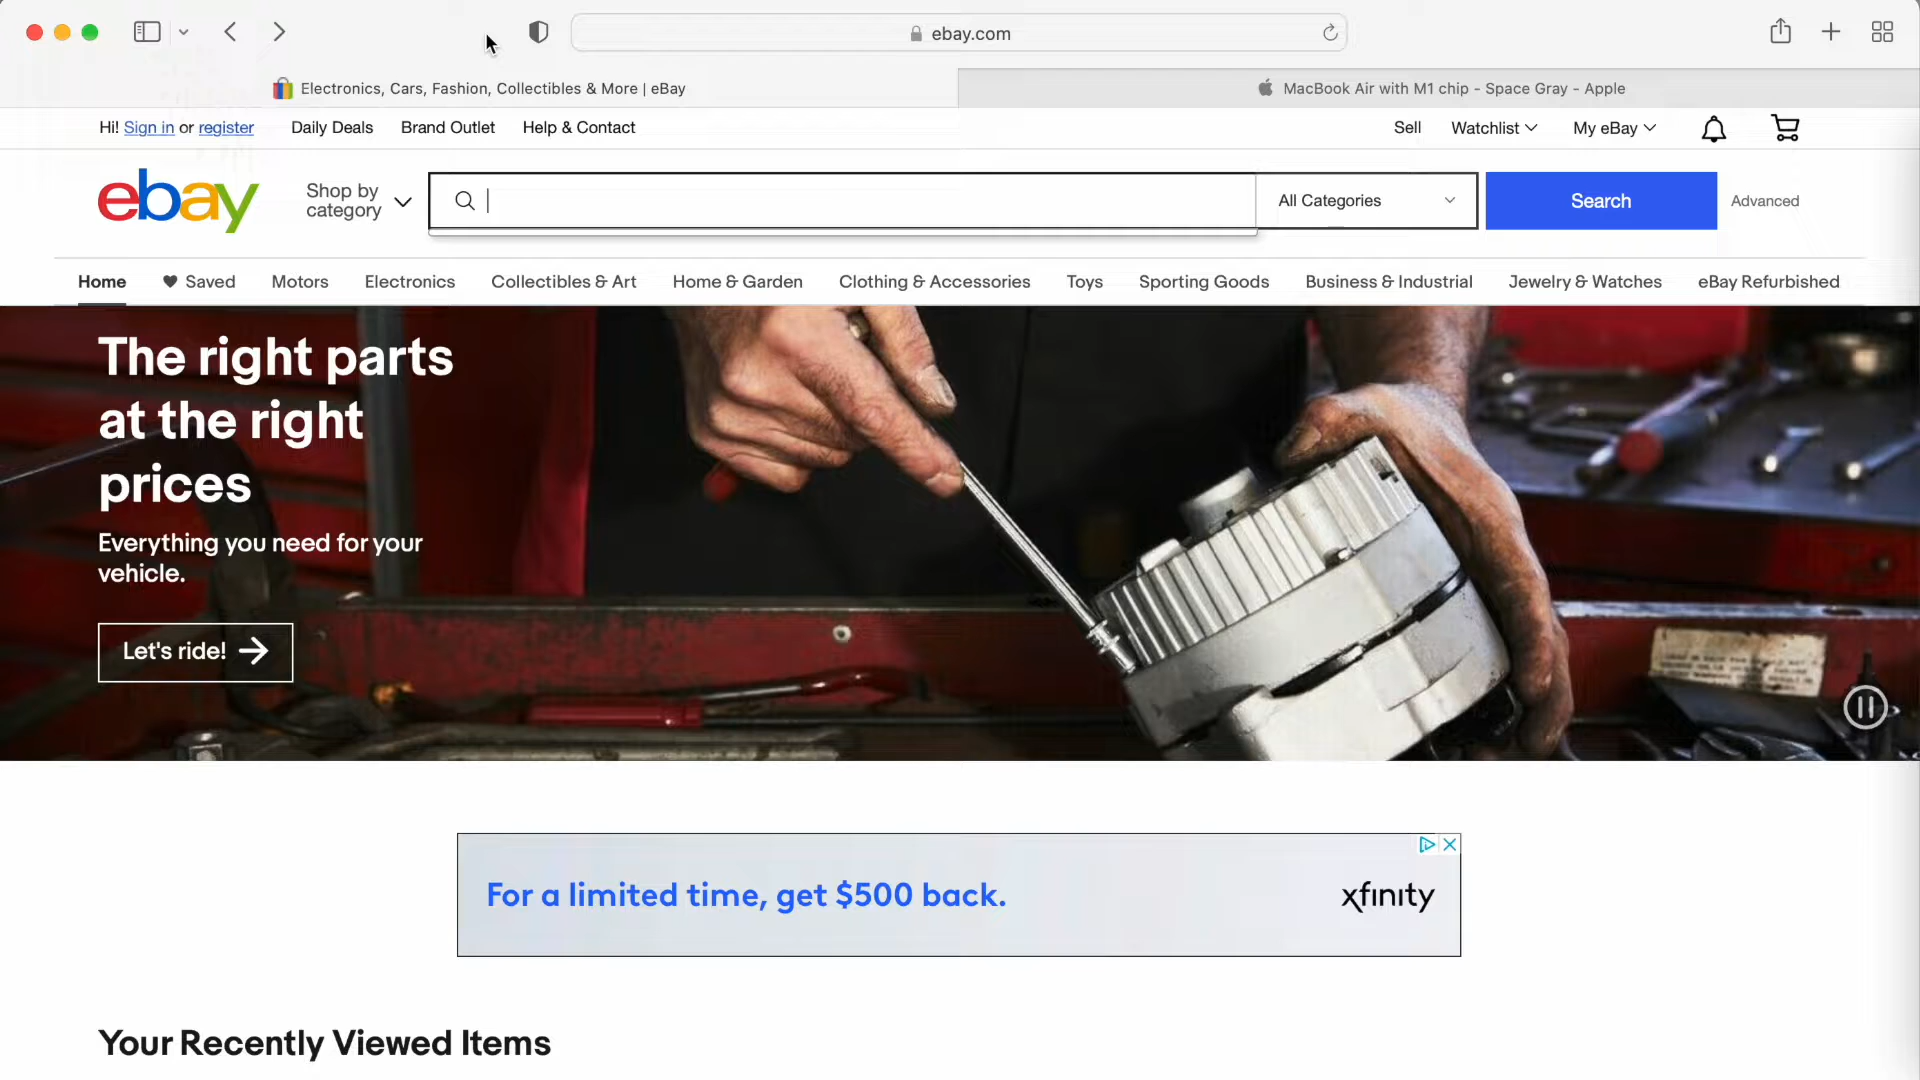 ebay.com
Electronics, Cars, Fashion, Collectibles & More | eBay
MacBook Air with M1 chip - Space Gray - Apple
Hi! Sign in or register
Daily Deals
Brand Outlet
Help & Contact
Sell
Watchlist
My eBay
ebay
Shop by
category
All Categories
Search
Advanced
Home
Saved
Motors
Electronics
Collectibles & Art
Home & Garden
Clothing & Accessories
Toys
Sporting Goods
Business & Industrial
Jewelry & Watches
eBay Refurbished
The right parts
at the right
prices
Everything you need for your
vehicle.
Let's ride!
For a limited time, get $500 back.
xfinity
Your Recently Viewed Items